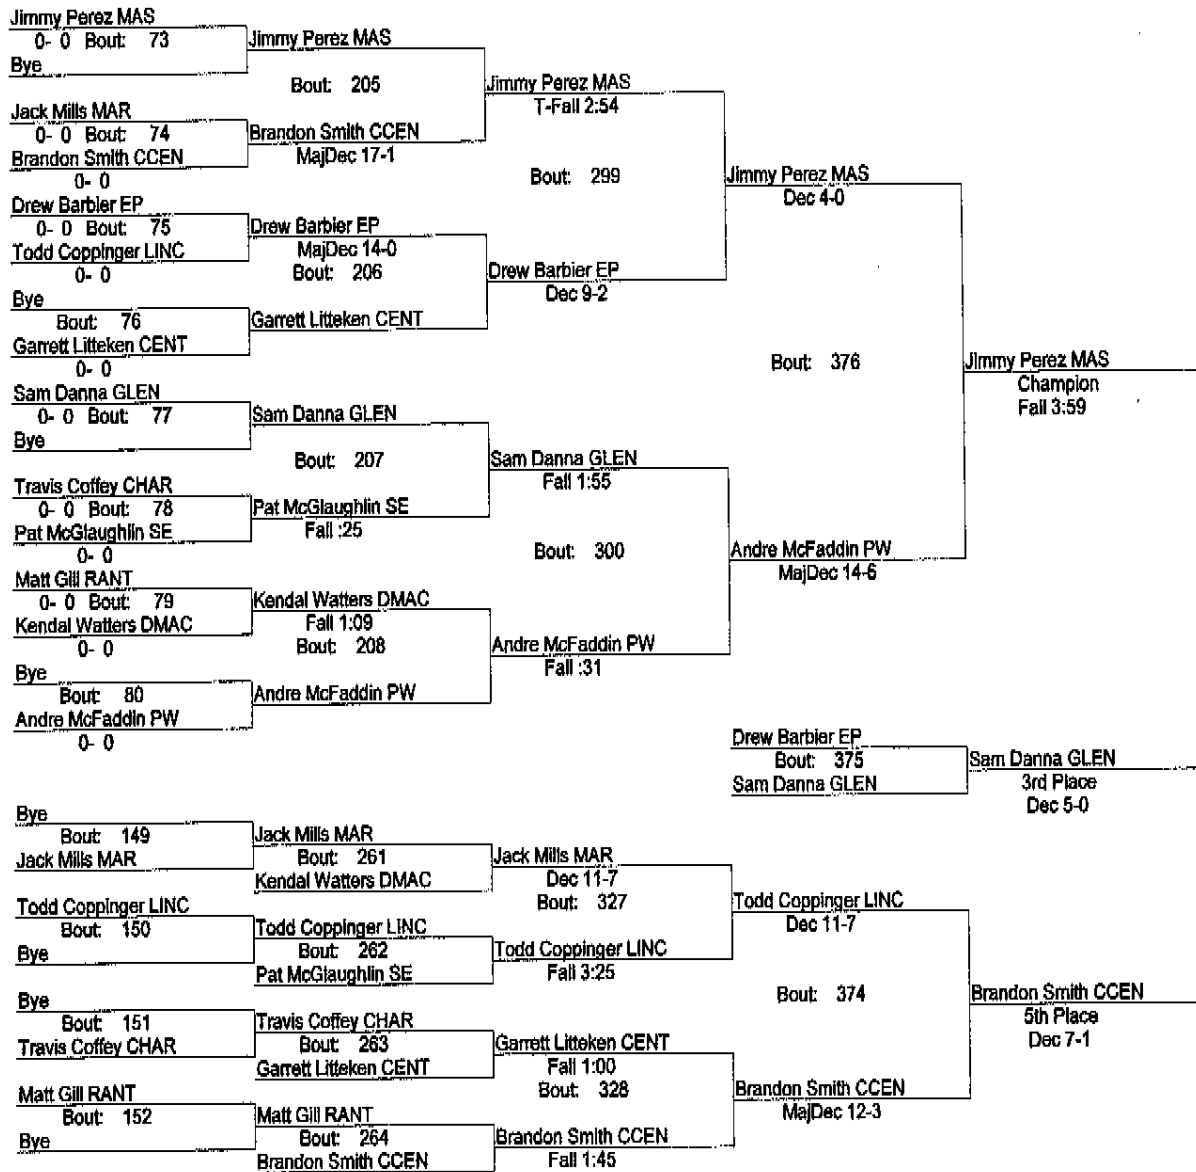 Jimmy Perez MAS
0- 0 Bout: 73
Bye
Jimmy Perez MAS
Bout: 205
Jack Mills MAR
0- 0 Bout: 74
Brandon Smith CCEN
0- 0
Brandon Smith CCEN
MajDec 17-1
Jimmy Perez MAS
T-Fall 2:54
Bout: 299
Drew Barbier EP
0- 0 Bout: 75
Todd Coppinger LINC
0- 0
Drew Barbier EP
MajDec 14-0
Bout: 206
Bye
Bout: 76
Garrett Litteken CENT
0- 0
Garrett Litteken CENT
Drew Barbier EP
Dec 9-2
Jimmy Perez MAS
Dec 4-0
Bout: 376
Sam Danna GLEN
0- 0 Bout: 77
Bye
Sam Danna GLEN
Bout: 207
Travis Coffey CHAR
0- 0 Bout: 78
Pat McGlaughlin SE
0- 0
Pat McGlaughlin SE
Fall :25
Sam Danna GLEN
Fall 1:55
Bout: 300
Matt Gill RANT
0- 0 Bout: 79
Kendal Watters DMAC
0- 0
Kendal Watters DMAC
Fall 1:09
Bout: 208
Bye
Bout: 80
Andre McFaddin PW
0- 0
Andre McFaddin PW
Andre McFaddin PW
Fall :31
Andre McFaddin PW
MajDec 14-6
Jimmy Perez MAS
Champion
Fall 3:59
Drew Barbier EP
Bout: 375
Sam Danna GLEN
Sam Danna GLEN
3rd Place
Dec 5-0
Bye
Bout: 149
Jack Mills MAR
Jack Mills MAR
Bout: 261
Kendal Watters DMAC
Jack Mills MAR
Dec 11-7
Bout: 327
Todd Coppinger LINC
Bout: 150
Bye
Todd Coppinger LINC
Bout: 262
Pat McGlaughlin SE
Todd Coppinger LINC
Fall 3:25
Todd Coppinger LINC
Dec 11-7
Bout: 374
Bye
Bout: 151
Travis Coffey CHAR
Travis Coffey CHAR
Bout: 263
Garrett Litteken CENT
Garrett Litteken CENT
Fall 1:00
Bout: 328
Matt Gill RANT
Bout: 152
Bye
Matt Gill RANT
Bout: 264
Brandon Smith CCEN
Brandon Smith CCEN
Fall 1:45
Brandon Smith CCEN
MajDec 12-3
Brandon Smith CCEN
5th Place
Dec 7-1